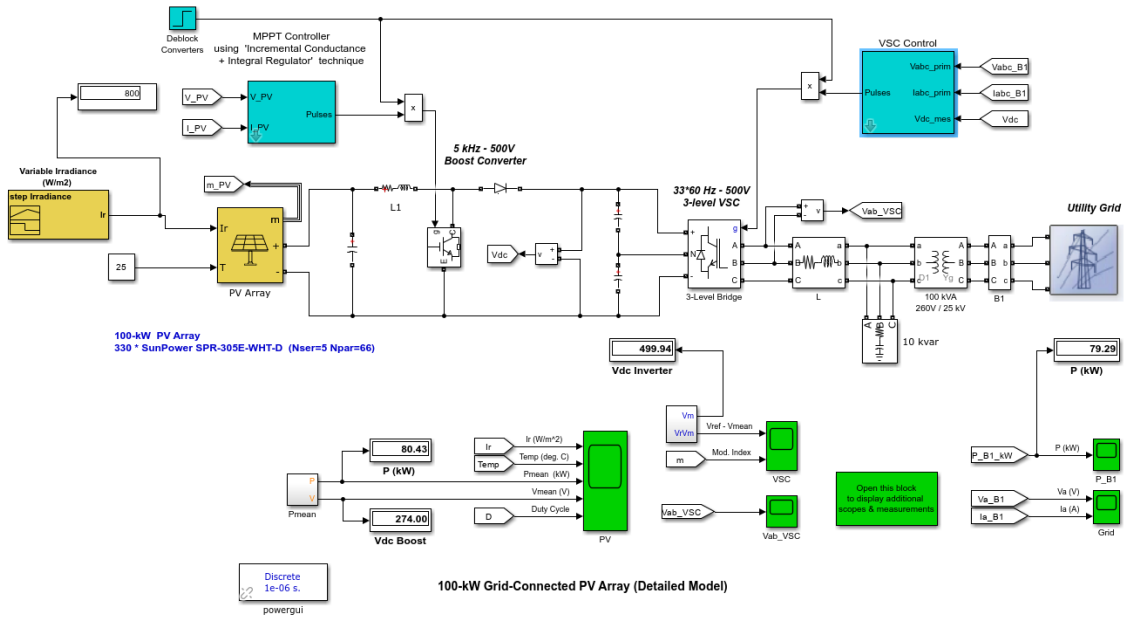 Deblock
Converters
MPPT Controller
using 'Incremental Conductance
+ Integral Regulator' technique
VSC Control
800
V_PV
I_PV
V_PV
I_PV
Pulses
x
x
Pulses
Vabc_prim
Iabc_prim
Vdc_mes
Vabc_B1
Iabc_B1
Vdc
5 kHz - 500V
Boost Converter
Variable Irradiance
(W/m2)
step Irradiance
Ir
m_PV
Ir
T
m
+
-
PV Array
25
L1
g
C
E
Vdc
v
+
-
33*60 Hz - 500V
3-level VSC
g
+
N
-
A
B
C
3-Level Bridge
+
-
v
Vab_VSC
A
B
C
a
b
c
L
a
b
c
A
B
C
D1
Yg
100 kVA
260V / 25 kV
A
B
C
a
b
c
B1
Utility Grid
A
B
C
10 kvar
100-kW PV Array
330 * SunPower SPR-305E-WHT-D (Nser=5 Npar=66)
499.94
Vdc Inverter
79.29
P (kW)
80.43
P (kW)
P
V
Pmean
274.00
Vdc Boost
Ir
Temp
D
Ir (W/m^2)
Temp (deg. C)
Pmean (kW)
Vmean (V)
Duty Cycle
PV
Vm
VrVm
Vref - Vmean
m
Mod. Index
VSC
Vab_VSC
Vab_VSC
Open this block
to display additional
scopes & measurements
P_B1_kW
P (kW)
P_B1
Va_B1
Va (V)
Ia_B1
Ia (A)
Grid
Discrete
1e-06 s.
powergui
100-kW Grid-Connected PV Array (Detailed Model)